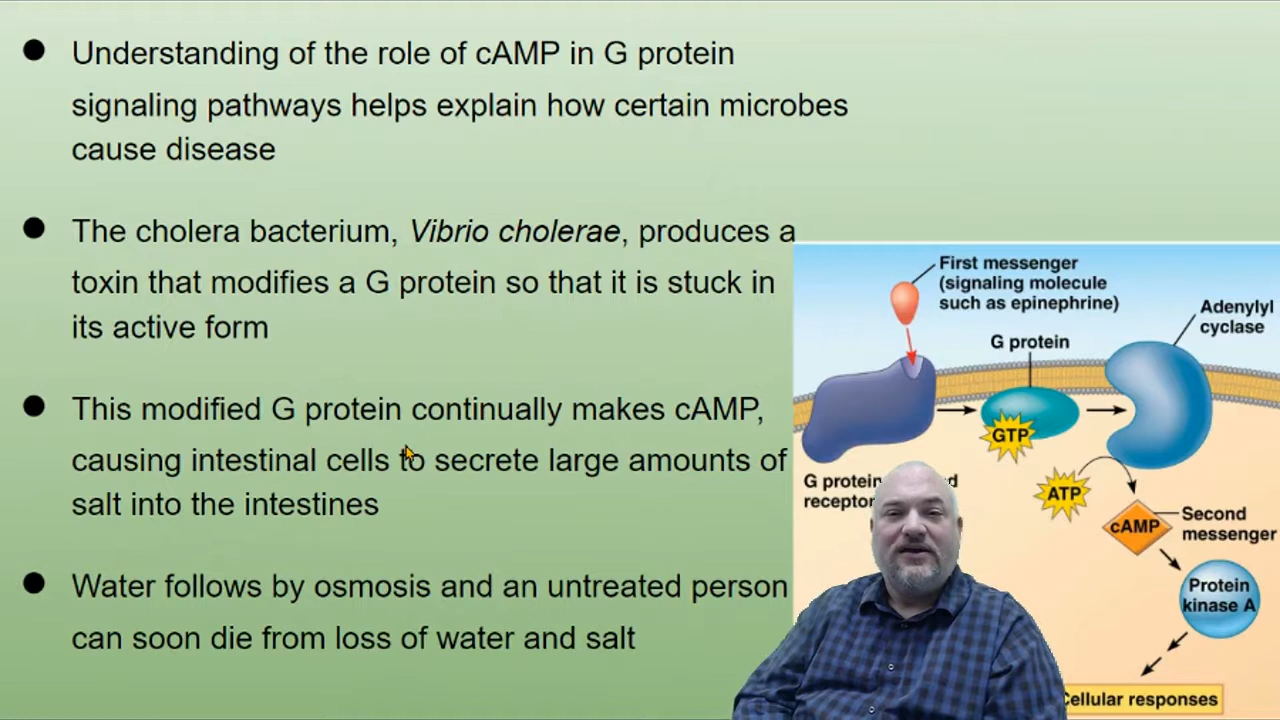 Understanding of the role of cAMP in G protein
signaling pathways helps explain how certain microbes
cause disease
The cholera bacterium, Vibrio cholerae, produces a
toxin that modifies a G protein so that it is stuck in
its active form
This modified G protein continually makes cAMP,
causing intestinal cells to secrete large amounts of
salt into the intestines
Water follows by osmosis and an untreated person
can soon die from loss of water and salt
First messenger
(signaling molecule
such as epinephrine)
Adenylyl
cyclase
G protein
GTP
G protein
receptor
ATP
cAMP
Second
messenger
Protein
kinase A
Cellular responses